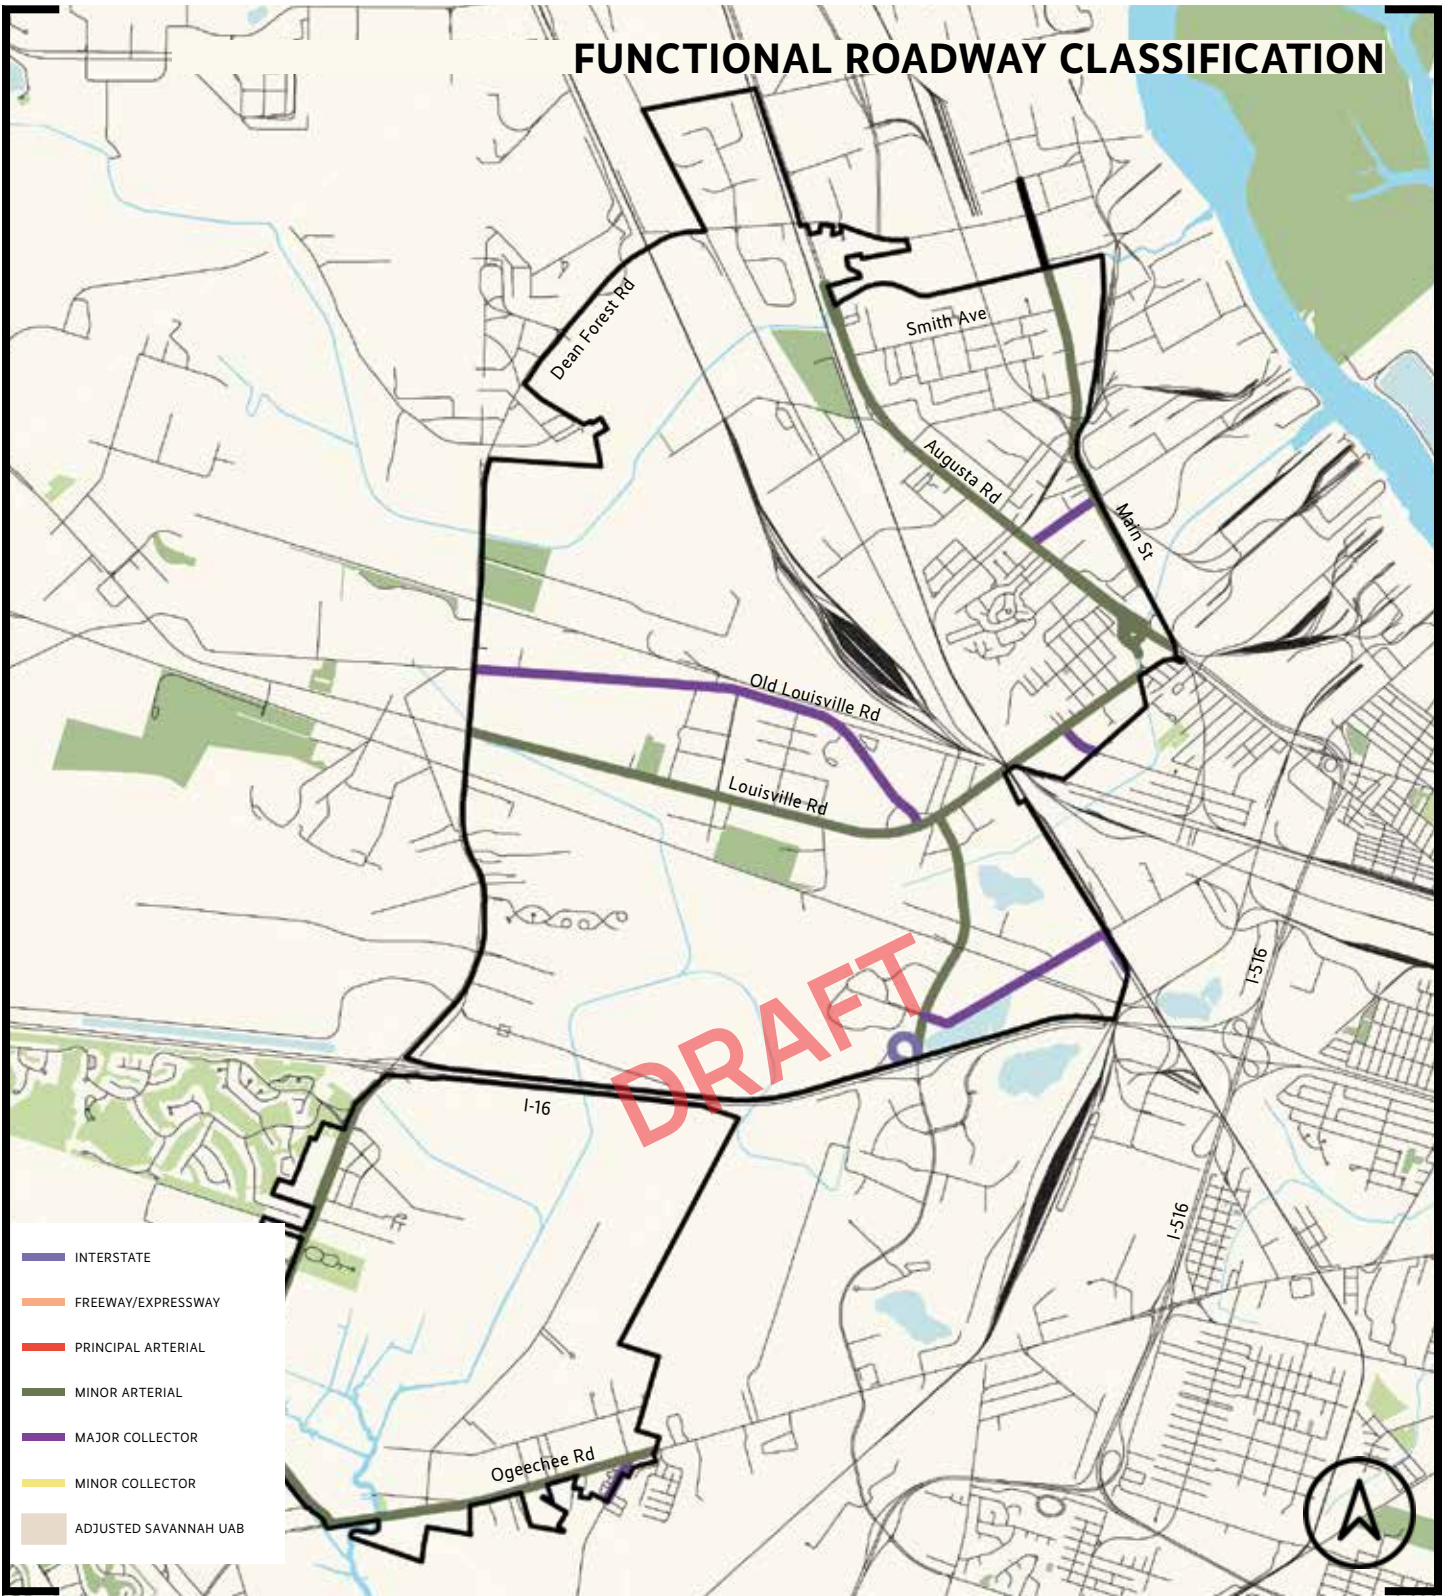 FUNCTIONAL ROADWAY CLASSIFICATION
Dean Forest Rd
Smith Ave
Augusta Rd
Main St
Old Louisville Rd
Louisville Rd
I-516
DRAFT
I-16
I-516
INTERSTATE
FREEWAY/EXPRESSWAY
PRINCIPAL ARTERIAL
MINOR ARTERIAL
MAJOR COLLECTOR
MINOR COLLECTOR
ADJUSTED SAVANNAH UAB
Ogeechee Rd